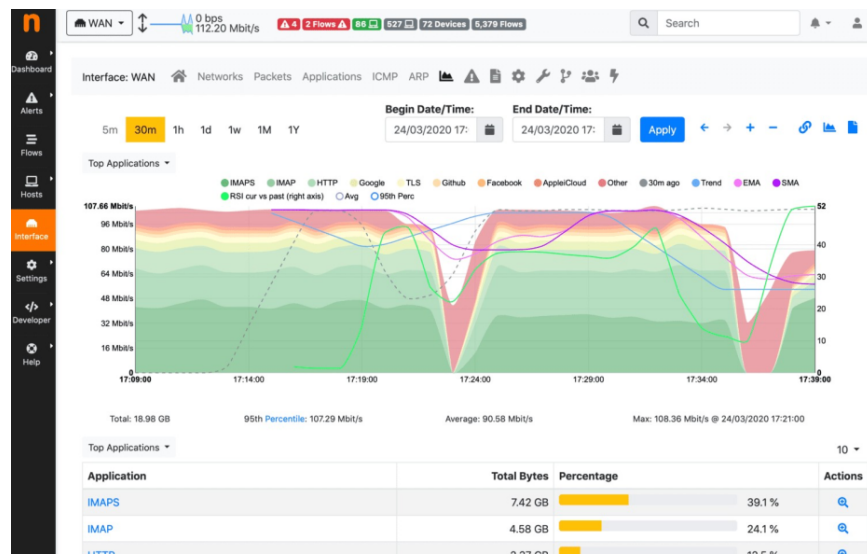 n
WAN
0 bps
112.20 Mbit/s
4
2 Flows
86
527
72 Devices
5,379 Flows
Search
Dashboard
Alerts
Flows
Hosts
Interface
Settings
Developer
Help
Interface: WAN
Networks
Packets
Applications
ICMP
ARP
5m
30m
1h
1d
1w
1M
1Y
Begin Date/Time:
24/03/2020 17:
End Date/Time:
24/03/2020 17:
Apply
Top Applications
IMAPS
IMAP
HTTP
Google
TLS
Github
Facebook
AppleiCloud
Other
30m ago
Trend
EMA
SMA
RSI cur vs past (right axis)
Avg
95th Perc
107.66 Mbit/s
96 Mbit/s
80 Mbit/s
64 Mbit/s
48 Mbit/s
32 Mbit/s
16 Mbit/s
0
52
40
30
20
10
0
17:09:00
17:14:00
17:19:00
17:24:00
17:29:00
17:34:00
17:39:00
Total: 18.98 GB
95th Percentile: 107.29 Mbit/s
Average: 90.58 Mbit/s
Max: 108.36 Mbit/s @ 24/03/2020 17:21:00
Top Applications
10
Application
Total Bytes
Percentage
Actions
IMAPS
7.42 GB
39.1 %
IMAP
4.58 GB
24.1 %
HTTP